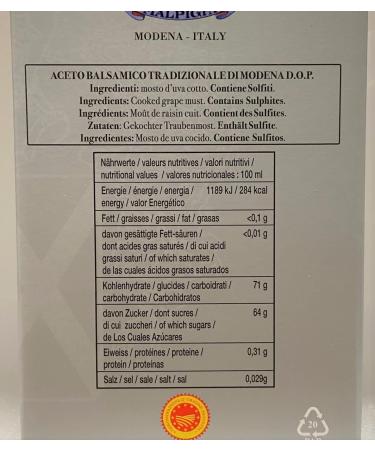 MALPIGHI
MODENA - ITALY
ACETO BALSAMICO TRADIZIONALE DI MODENA D.O.P.
Ingredienti: mosto d'uva cotto. Contiene Solfiti.
Ingredients: Cooked grape must. Contains Sulphites.
Ingrédients: Moût de raisin cuit. Contient des Sulfites.
Zutaten: Gekochter Traubenmost. Enthält Sulfite.
Ingredientes: Mosto de uva cocido. Contiene Sulfitos.
Nährwerte / valeurs nutritives / valori nutritivi /
nutritional values / valores nutricionales : 100 ml
Energie / énergie / energia / 1189 kJ / 284 kcal
energy / valor Energético
Fett / graisses / grassi / fat / grasas <0,1 g
davon gesättigte Fett-säuren / <0,01 g
dont acides gras saturés / di cui acidi
grassi saturi / of which saturates /
de las cuales ácidos grasos saturados
Kohlenhydrate / glucides / carboidrati / 71 g
carbohydrate / Carbohidratos
davon Zucker / dont sucres / 64 g
di cui zuccheri / of which sugars /
de Los Cuales Azúcares
Eiweiss / protéines / proteine / 0,31 g
protein / proteínas
Salz / sel / sale / salt / sal 0,029g
20
PAP